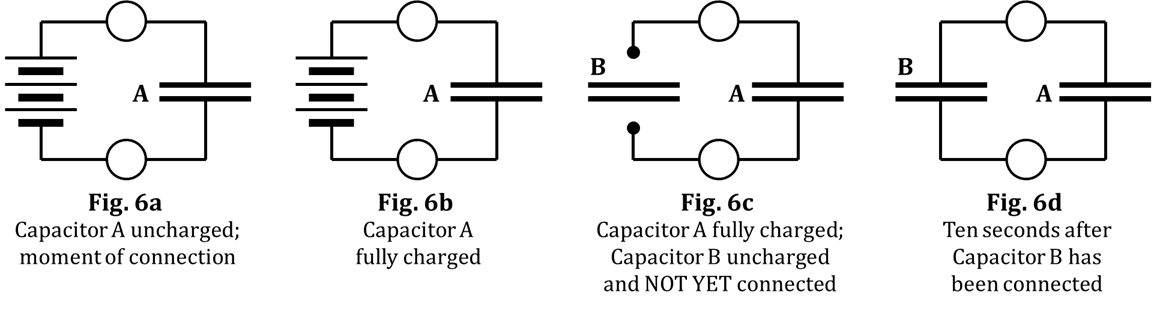 A
Fig. 6a
Capacitor A uncharged;
moment of connection
A
Fig. 6b
Capacitor A
fully charged
B
A
Fig. 6c
Capacitor A fully charged;
Capacitor B uncharged
and NOT YET connected
B
A
Fig. 6d
Ten seconds after
Capacitor B has
been connected